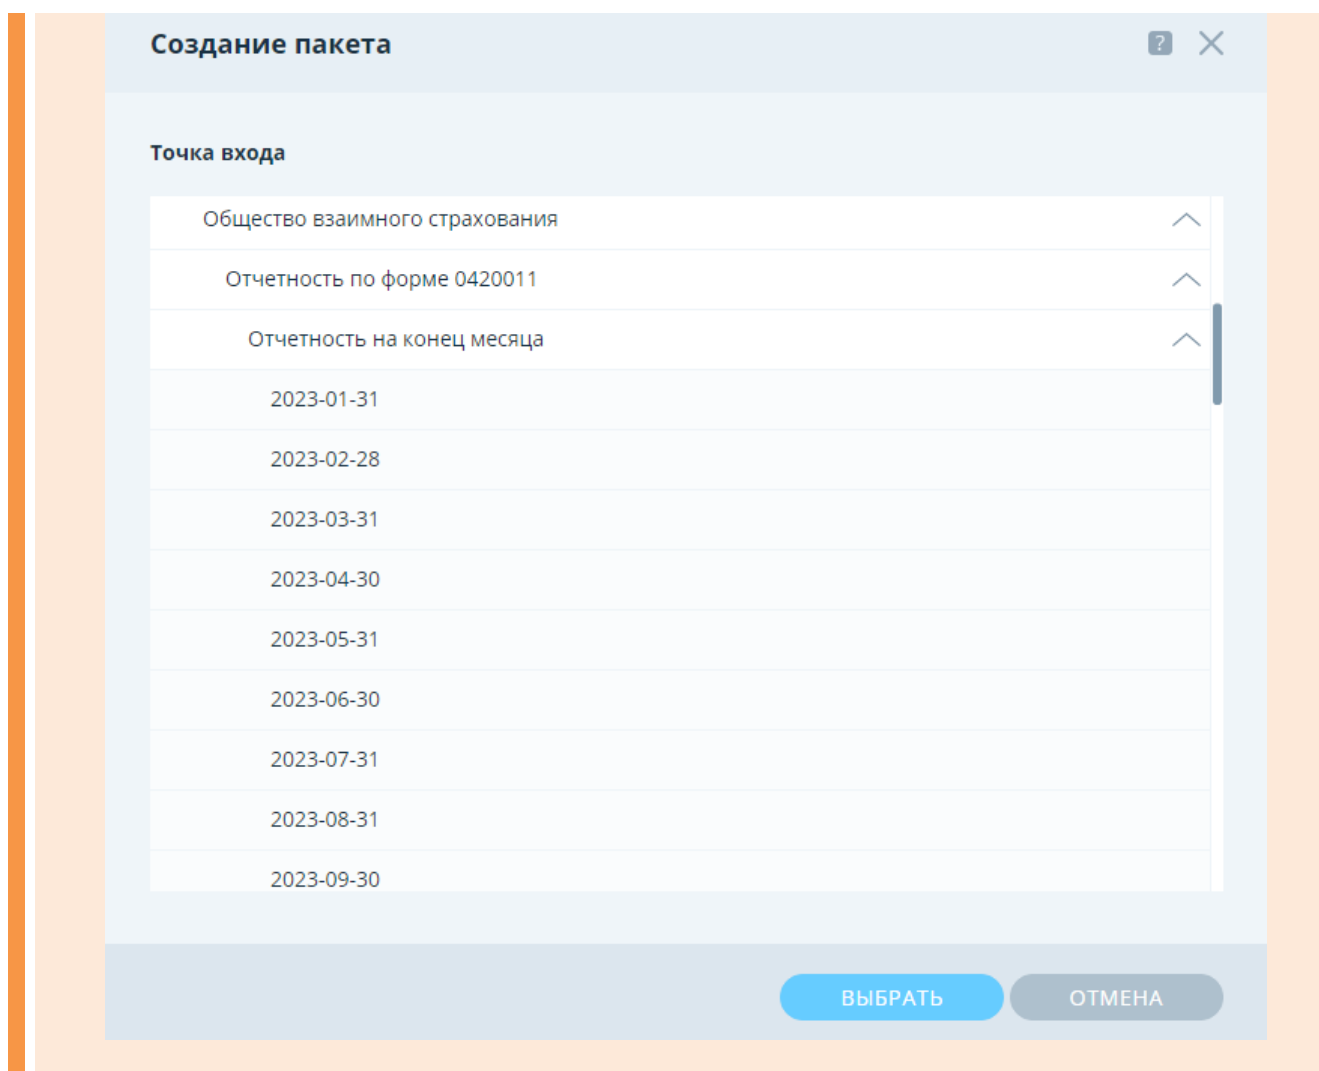 Создание пакета
?
Точка входа
Общество взаимного страхования
Отчетность по форме 0420011
Отчетность на конец месяца
2023-01-31
2023-02-28
2023-03-31
2023-04-30
2023-05-31
2023-06-30
2023-07-31
2023-08-31
2023-09-30
ВЫБРАТЬ ОТМЕНА